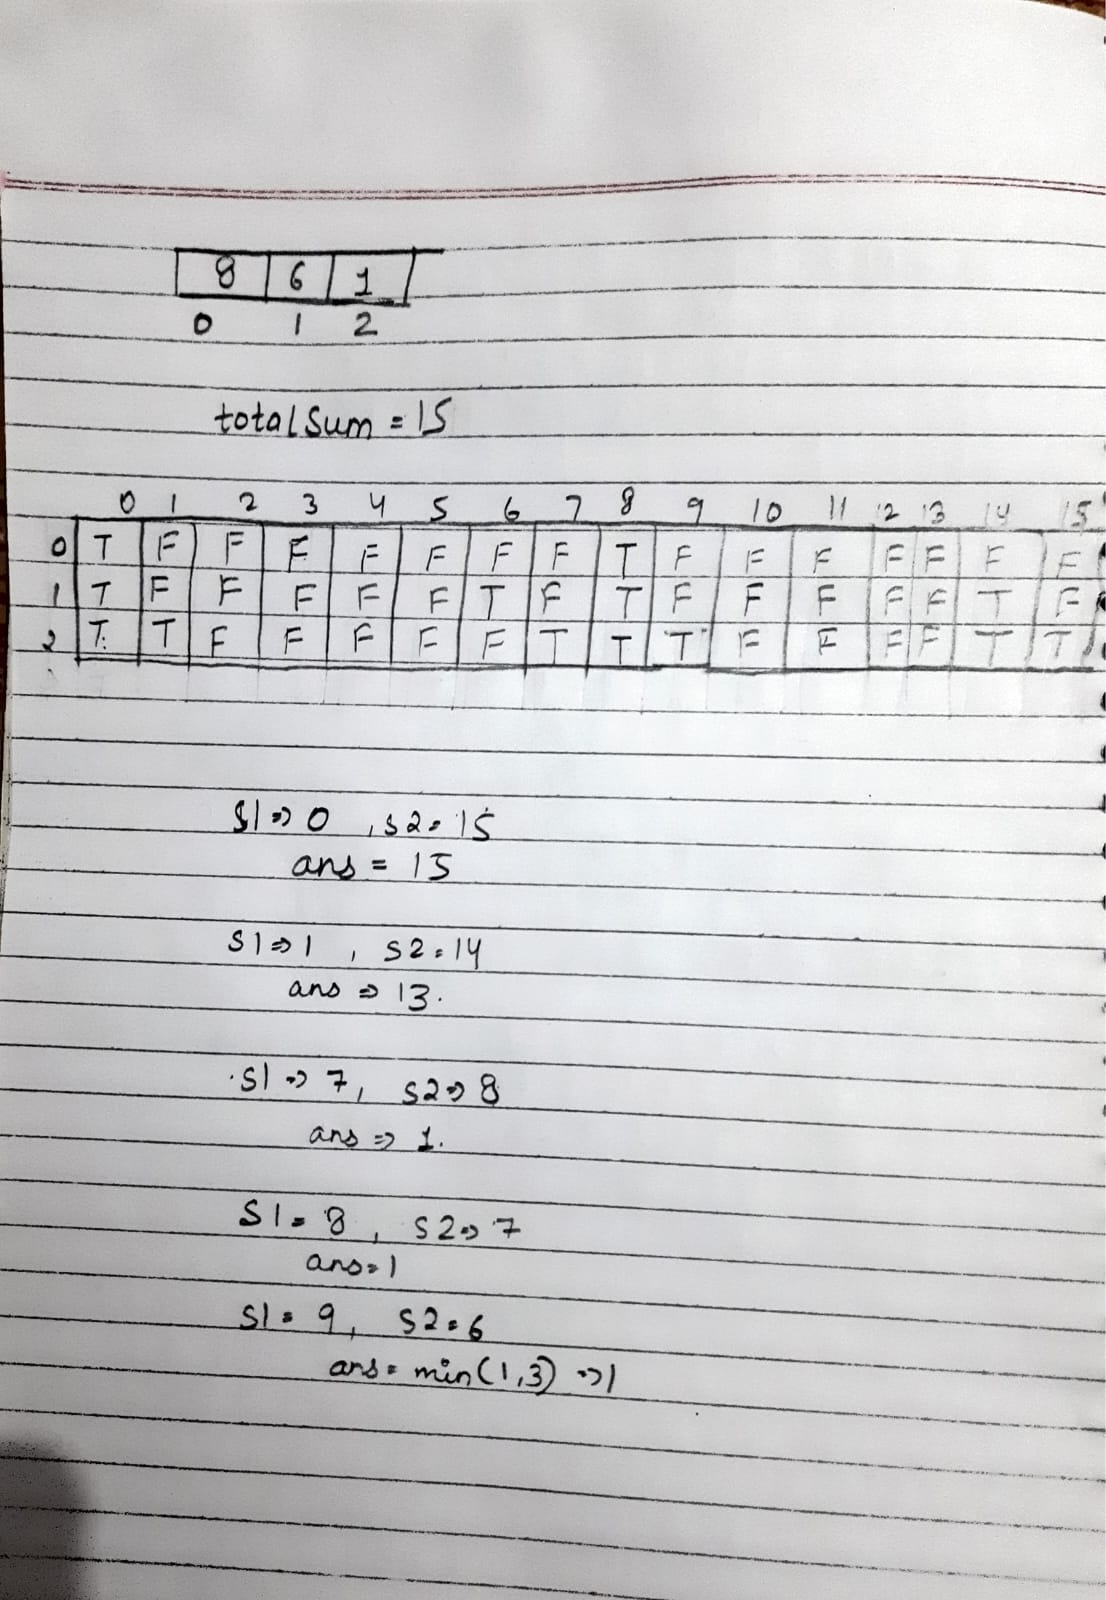 8 6 1
0 1 2
totalSum = 15
0 1 2 3 4 5 6 7 8 9 10 11 12 13 14 15
0 T F F F F F F F T F F F F F F F
1 T F F F F F T F T F F F F F T F
2 T T F F F F F T T T F F F F T T
S1 ⇒ 0 , S2 = 15
ans = 15
S1 ⇒ 1 , S2 = 14
ans ⇒ 13.
S1 ⇒ 7, S2 ⇒ 8
ans ⇒ 1.
S1 = 8 , S2 ⇒ 7
ans = 1
S1 = 9, S2 = 6
ans = min(1,3) ⇒ 1